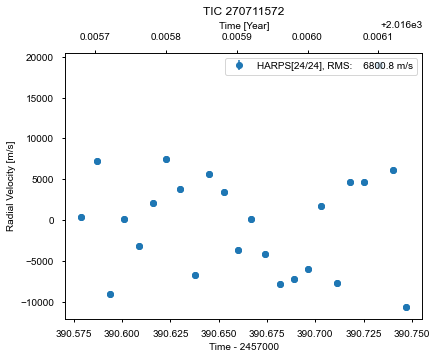 TIC 270711572
Time [Year]
+2.016e3
0.0057 0.0058 0.0059 0.0060 0.0061
HARPS[24/24], RMS: 6800.8 m/s
20000
15000
10000
5000
0
−5000
−10000
Radial Velocity [m/s]
390.575 390.600 390.625 390.650 390.675 390.700 390.725 390.750
Time - 2457000